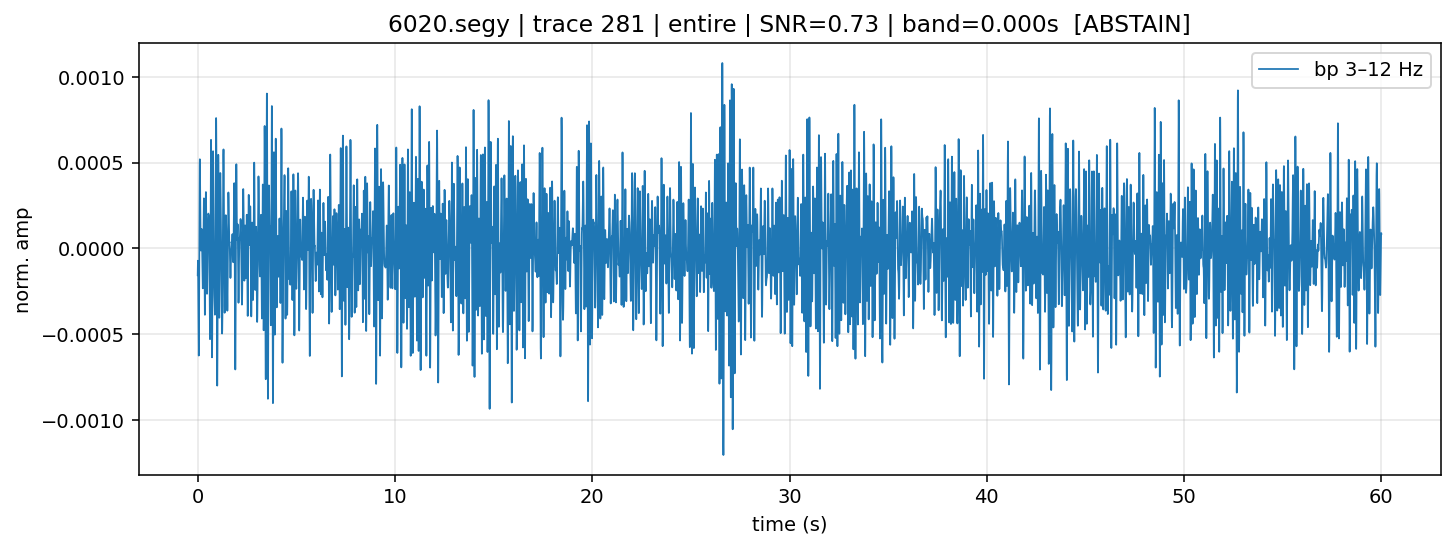 6020.segy | trace 281 | entire | SNR=0.73 | band=0.000s  [ABSTAIN]
bp 3–12 Hz
norm. amp
0.0010
0.0005
0.0000
−0.0005
−0.0010
0 10 20 30 40 50 60
time (s)